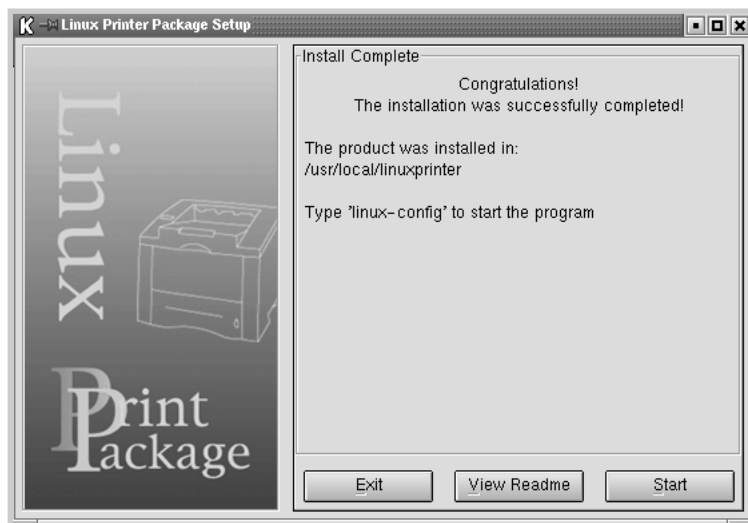 Linux Printer Package Setup
Linux
Print
Package
Install Complete
Congratulations!
The installation was successfully completed!
The product was installed in:
/usr/local/linuxprinter
Type 'linux-config' to start the program
Exit
View Readme
Start